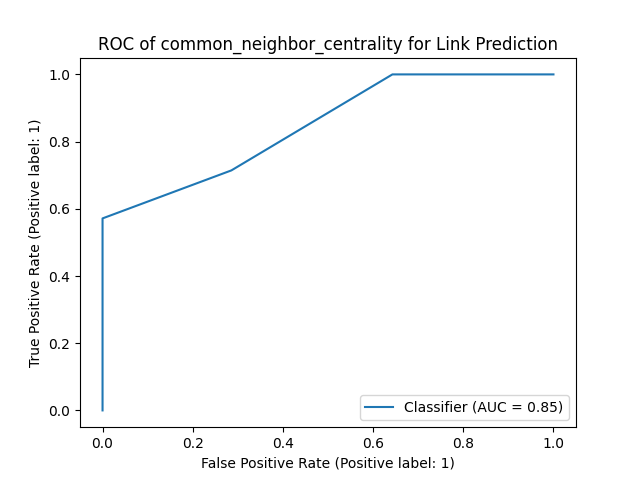 ROC of common_neighbor_centrality for Link Prediction
True Positive Rate (Positive label: 1)
1.0
0.8
0.6
0.4
0.2
0.0
Classifier (AUC = 0.85)
0.0 0.2 0.4 0.6 0.8 1.0
False Positive Rate (Positive label: 1)